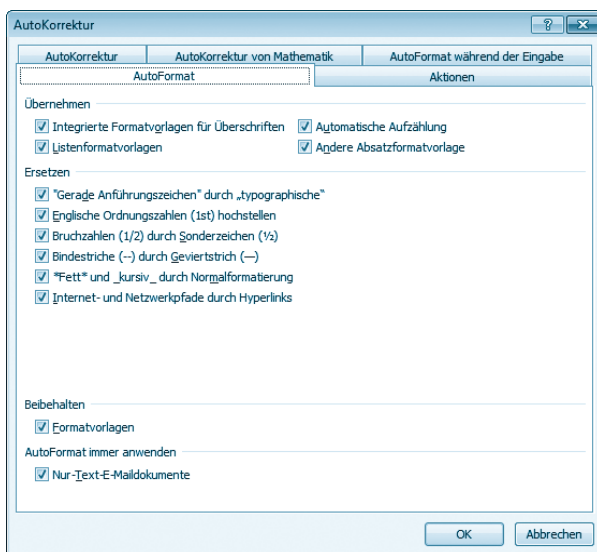 AutoKorrektur
AutoKorrektur AutoKorrektur von Mathematik AutoFormat während der Eingabe
AutoFormat Aktionen
Übernehmen
Integrierte Formatvorlagen für Überschriften Automatische Aufzählung
Listenformatvorlagen Andere Absatzformatvorlage
Ersetzen
"Gerade Anführungszeichen" durch „typographische“
Englische Ordnungszahlen (1st) hochstellen
Bruchzahlen (1/2) durch Sonderzeichen (½)
Bindestriche (--) durch Geviertstrich (—)
*Fett* und _kursiv_ durch Normalformatierung
Internet- und Netzwerkpfade durch Hyperlinks
Beibehalten
Formatvorlagen
AutoFormat immer anwenden
Nur-Text-E-Maildokumente
OK Abbrechen